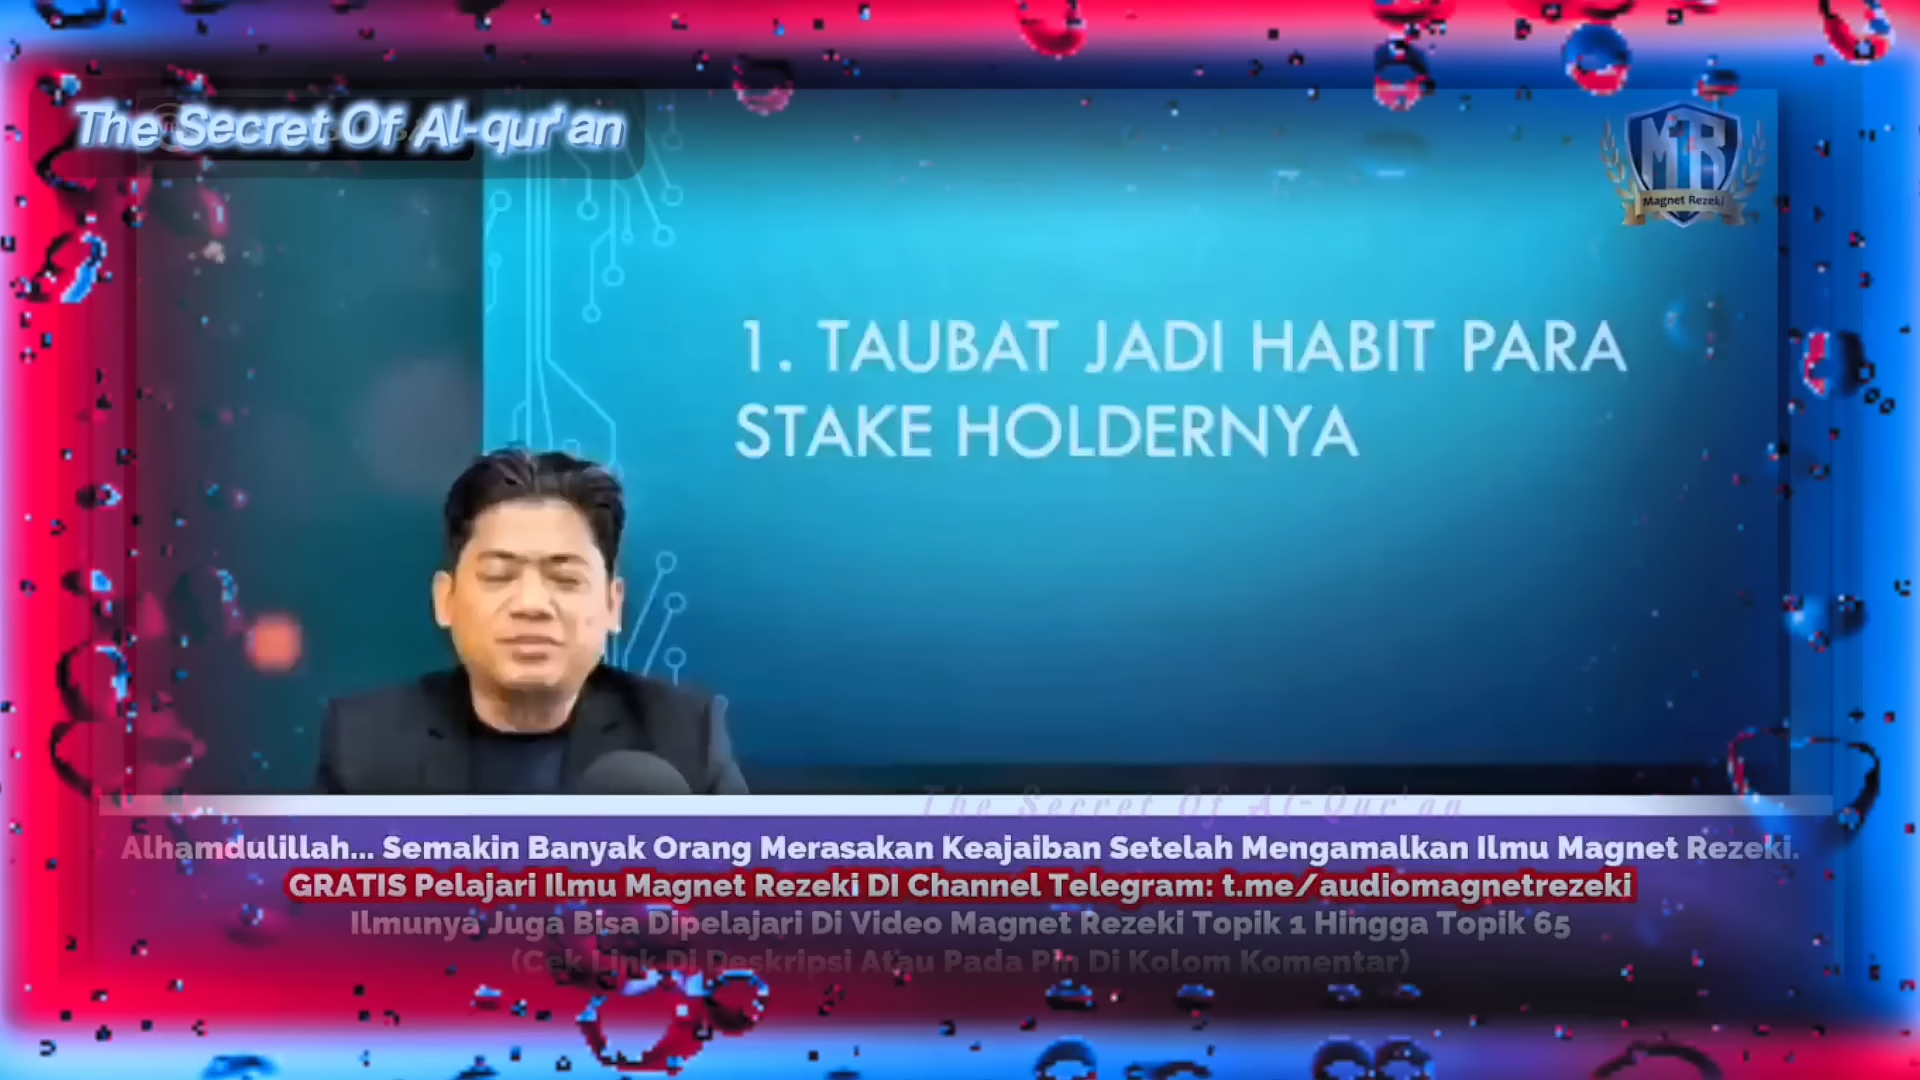 The Secret Of Al-qur'an
MR
Magnet Rezeki
1. TAUBAT JADI HABIT PARA
STAKE HOLDERNYA
The Secret Of Al-Qur'an
Alhamdulillah... Semakin Banyak Orang Merasakan Keajaiban Setelah Mengamalkan Ilmu Magnet Rezeki.
GRATIS Pelajari Ilmu Magnet Rezeki DI Channel Telegram: t.me/audiomagnetrezeki
Ilmunya Juga Bisa Dipelajari Di Video Magnet Rezeki Topik 1 Hingga Topik 65
(Cek Link Di Deskripsi Atau Pada Pin Di Kolom Komentar)